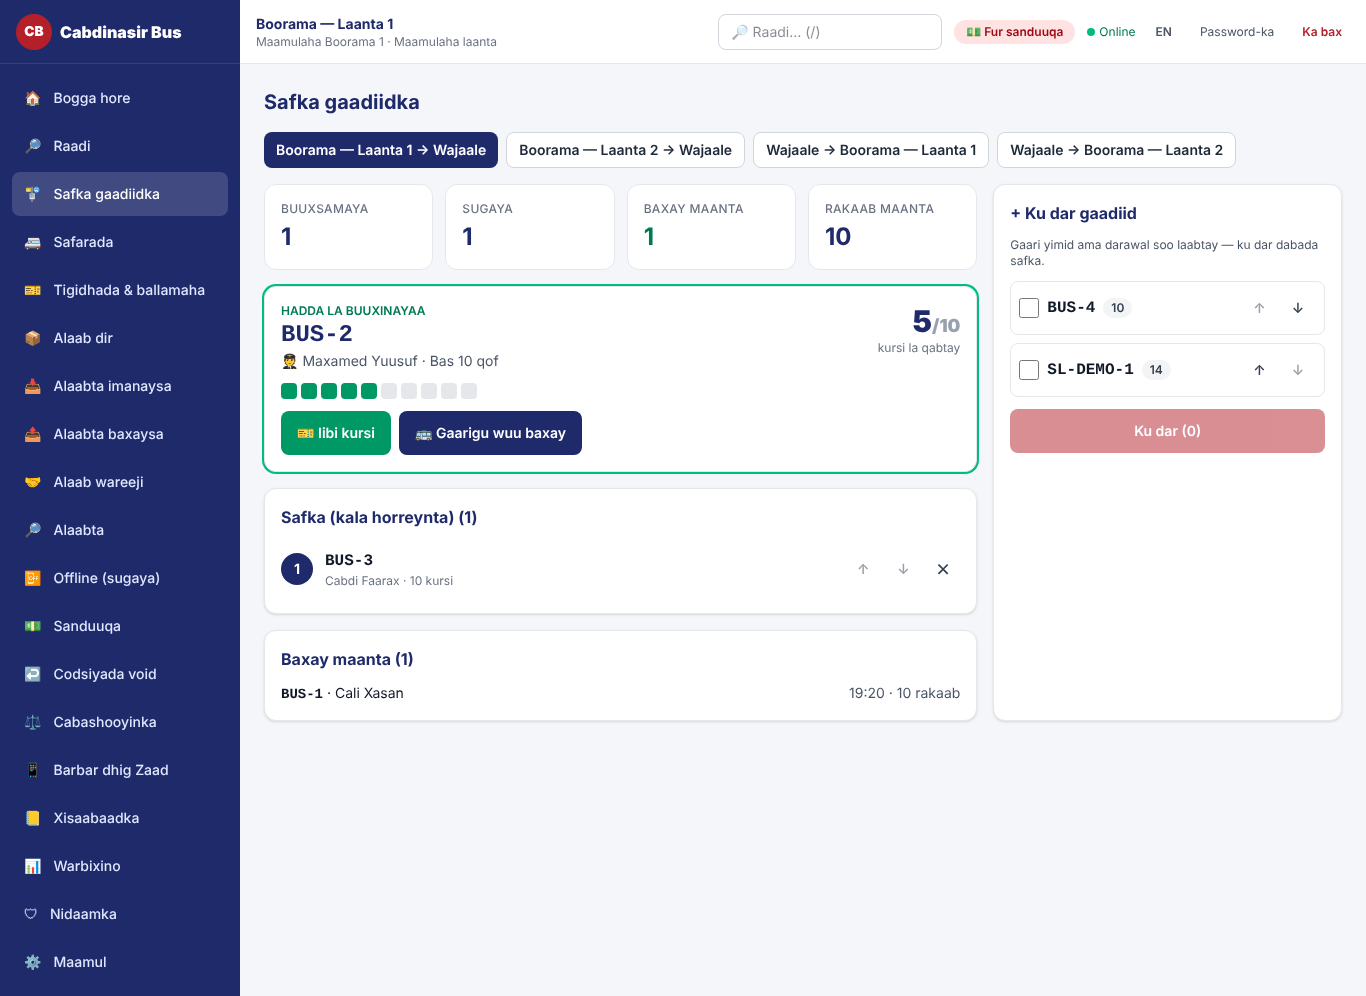 CB Cabdinasir Bus
Bogga hore
Raadi
Safka gaadiidka
Safarada
Tigidhada & ballamaha
Alaab dir
Alaabta imanaysa
Alaabta baxaysa
Alaab wareeji
Alaabta
Offline (sugaya)
Sanduuqa
Codsiyada void
Cabashooyinka
Barbar dhig Zaad
Xisaabaadka
Warbixino
Nidaamka
Maamul
Boorama — Laanta 1
Maamulaha Boorama 1 · Maamulaha laanta
Raadi... (/)
Fur sanduuqa
Online
EN
Password-ka
Ka bax
Safka gaadiidka
Boorama — Laanta 1 → Wajaale
Boorama — Laanta 2 → Wajaale
Wajaale → Boorama — Laanta 1
Wajaale → Boorama — Laanta 2
BUUXSAMAYA
1
SUGAYA
1
BAXAY MAANTA
1
RAKAAB MAANTA
10
HADDA LA BUUXINAYAA
BUS-2
Maxamed Yuusuf · Bas 10 qof
5/10
kursi la qabtay
Iibi kursi
Gaarigu wuu baxay
Safka (kala horreynta) (1)
1
BUS-3
Cabdi Faarax · 10 kursi
↑ ↓ ✕
Baxay maanta (1)
BUS-1 · Cali Xasan
19:20 · 10 rakaab
+ Ku dar gaadiid
Gaari yimid ama darawal soo laabtay — ku dar dabada
safka.
BUS-4 10 ↑ ↓
SL-DEMO-1 14 ↑ ↓
Ku dar (0)